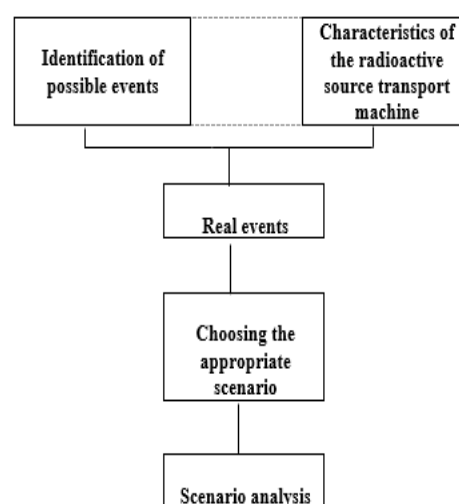 Identification of
possible events
Characteristics of
the radioactive
source transport
machine
Real events
Choosing the
appropriate
scenario
Scenario analysis